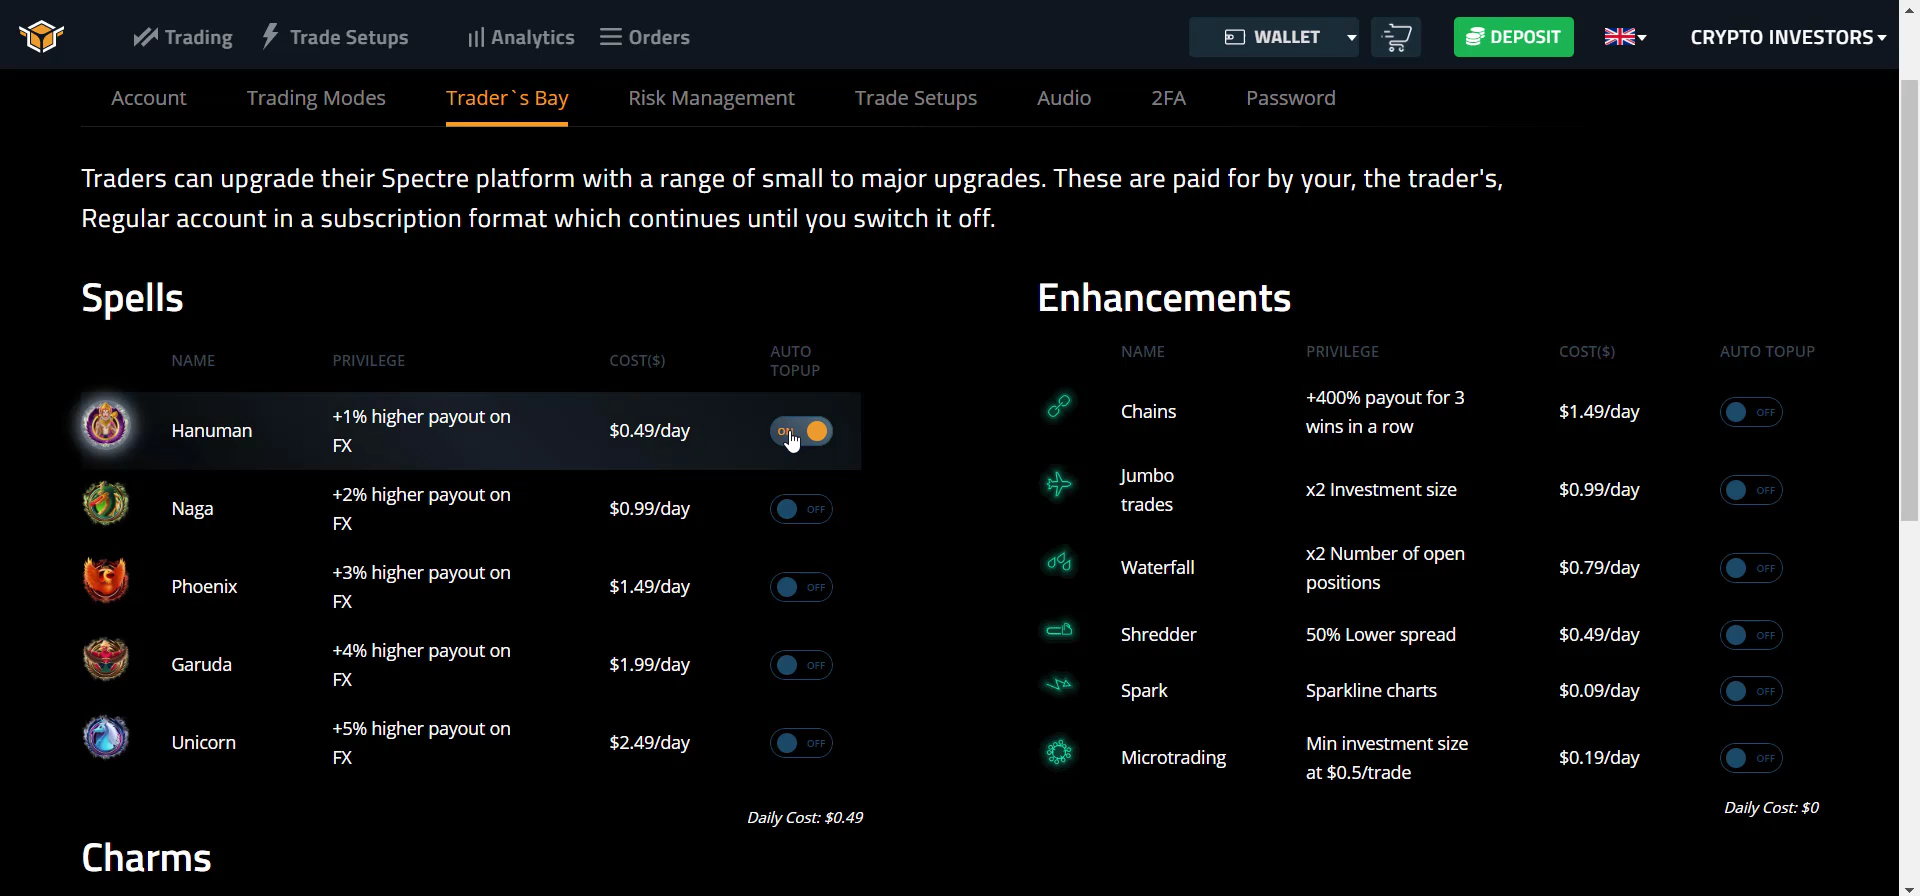 Trading
Trade Setups
Analytics
Orders
WALLET
DEPOSIT
CRYPTO INVESTORS
Account
Trading Modes
Trader`s Bay
Risk Management
Trade Setups
Audio
2FA
Password
Traders can upgrade their Spectre platform with a range of small to major upgrades. These are paid for by your, the trader's,
Regular account in a subscription format which continues until you switch it off.
Spells
NAME
PRIVILEGE
COST($)
AUTO
TOPUP
Hanuman
+1% higher payout on
FX
$0.49/day
ON
Naga
+2% higher payout on
FX
$0.99/day
OFF
Phoenix
+3% higher payout on
FX
$1.49/day
OFF
Garuda
+4% higher payout on
FX
$1.99/day
OFF
Unicorn
+5% higher payout on
FX
$2.49/day
OFF
Daily Cost: $0.49
Enhancements
NAME
PRIVILEGE
COST($)
AUTO TOPUP
Chains
+400% payout for 3
wins in a row
$1.49/day
OFF
Jumbo
trades
x2 Investment size
$0.99/day
OFF
Waterfall
x2 Number of open
positions
$0.79/day
OFF
Shredder
50% Lower spread
$0.49/day
OFF
Spark
Sparkline charts
$0.09/day
OFF
Microtrading
Min investment size
at $0.5/trade
$0.19/day
OFF
Daily Cost: $0
Charms